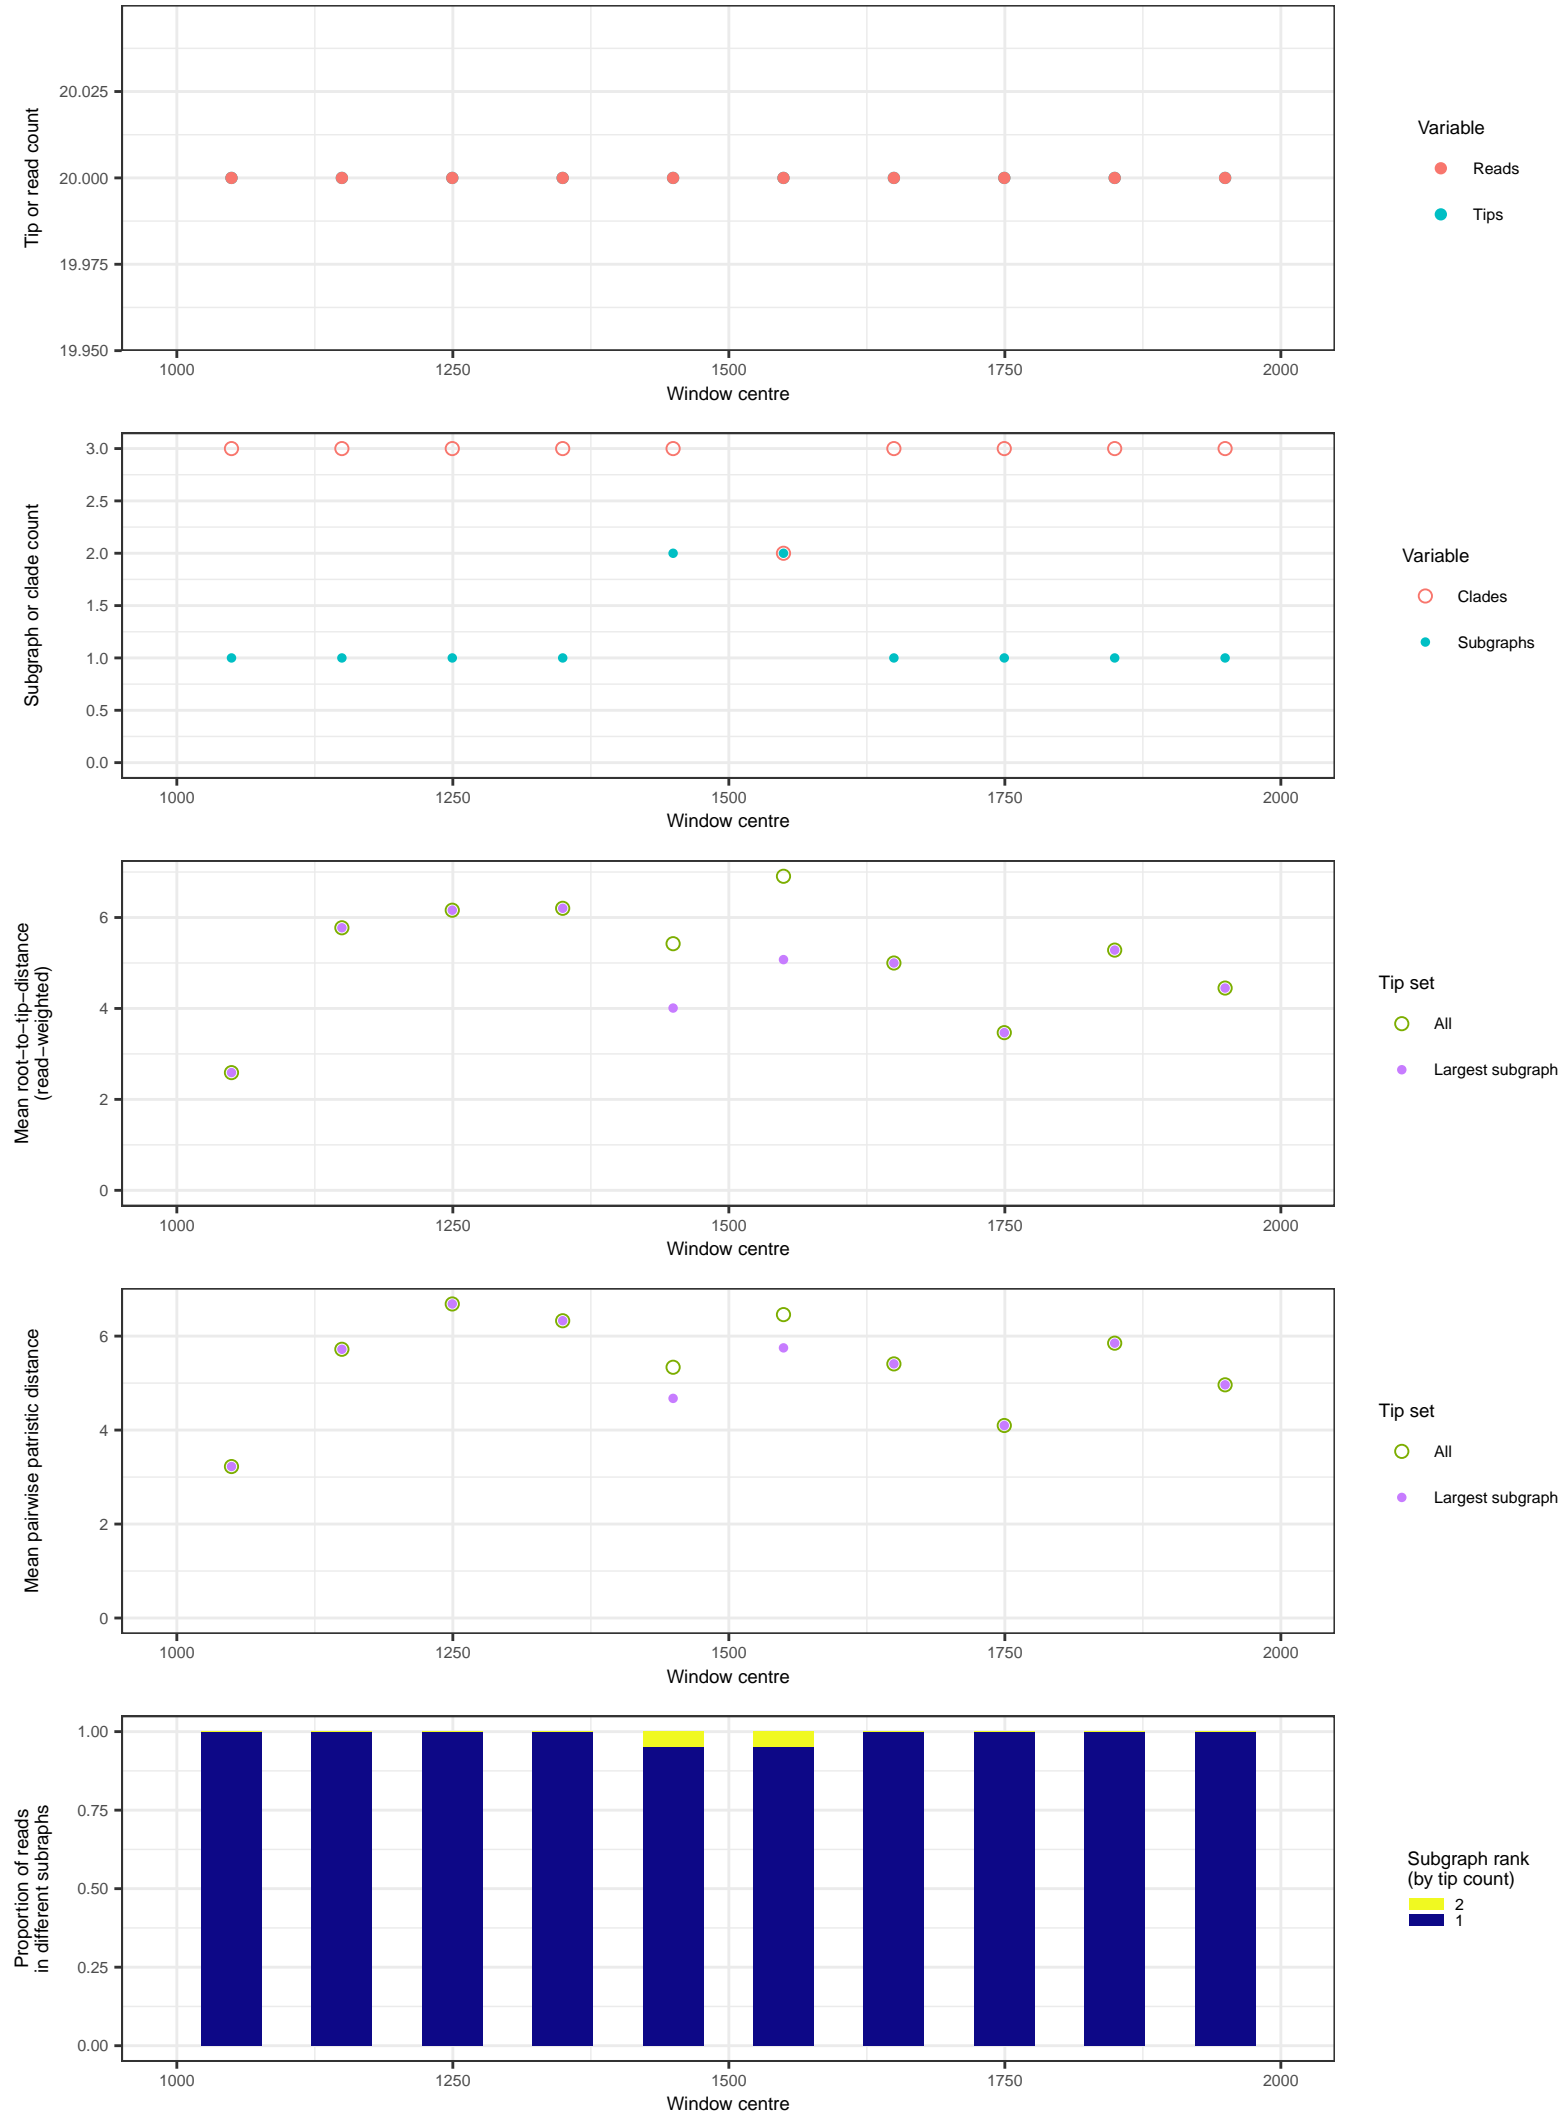 Tip or read count
20.025
20.000
19.975
19.950
1000 1250 1500 1750 2000
Window centre
Variable
Reads
Tips
Subgraph or clade count
3.0
2.5
2.0
1.5
1.0
0.5
0.0
1000 1250 1500 1750 2000
Window centre
Variable
Clades
Subgraphs
Mean root−to−tip−distance
(read−weighted)
6
4
2
0
1000 1250 1500 1750 2000
Window centre
Tip set
All
Largest subgraph
Mean pairwise patristic distance
6
4
2
0
1000 1250 1500 1750 2000
Window centre
Tip set
All
Largest subgraph
Proportion of reads
in different subraphs
1.00
0.75
0.50
0.25
0.00
1000 1250 1500 1750 2000
Window centre
Subgraph rank
(by tip count)
2
1